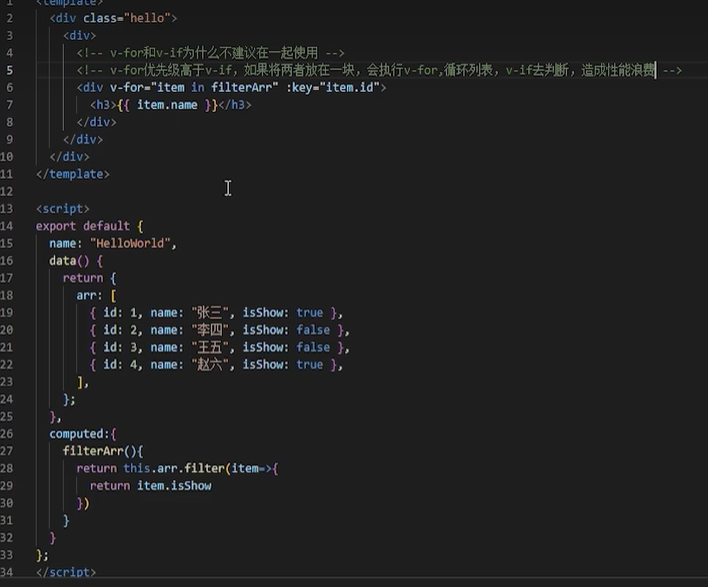 1 <template>
2 <div class="hello">
3 <div>
4 <!-- v-for和v-if为什么不建议在一起使用 -->
5 <!-- v-for优先级高于v-if，如果将两者放在一块，会执行v-for,循环列表，v-if去判断，造成性能浪费 -->
6 <div v-for="item in filterArr" :key="item.id">
7 <h3>{{ item.name }}</h3>
8 </div>
9 </div>
10 </div>
11 </template>
12
13 <script>
14 export default {
15 name: "HelloWorld",
16 data() {
17 return {
18 arr: [
19 { id: 1, name: "张三", isShow: true },
20 { id: 2, name: "李四", isShow: false },
21 { id: 3, name: "王五", isShow: false },
22 { id: 4, name: "赵六", isShow: true },
23 ],
24 };
25 },
26 computed:{
27 filterArr(){
28 return this.arr.filter(item=>{
29 return item.isShow
30 })
31 }
32 }
33 };
34 </script>